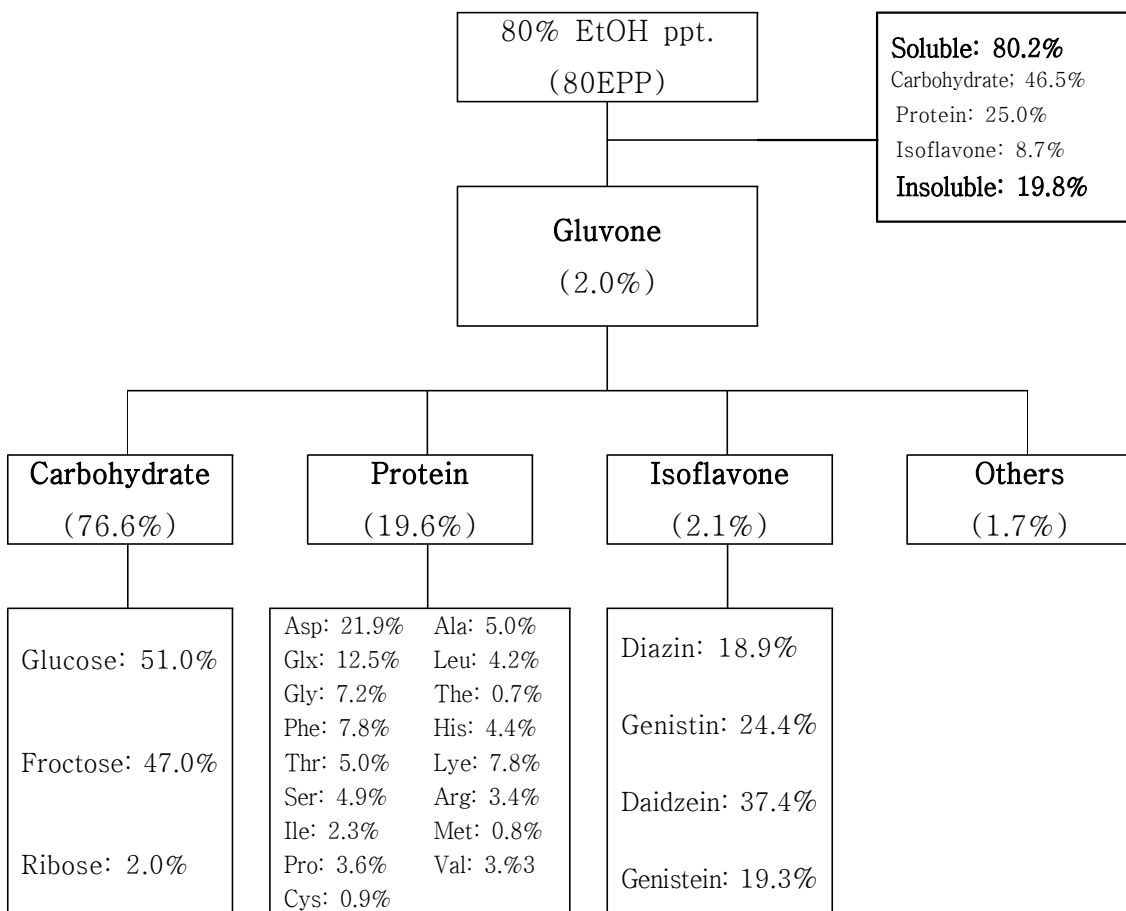 80% EtOH ppt.
(80EPP)
Soluble: 80.2%
Carbohydrate; 46.5%
Protein: 25.0%
Isoflavone: 8.7%
Insoluble: 19.8%
Gluvone
(2.0%)
Carbohydrate
(76.6%)
Protein
(19.6%)
Isoflavone
(2.1%)
Others
(1.7%)
Glucose: 51.0%
Froctose: 47.0%
Ribose: 2.0%
Asp: 21.9% Ala: 5.0%
Glx: 12.5% Leu: 4.2%
Gly: 7.2% The: 0.7%
Phe: 7.8% His: 4.4%
Thr: 5.0% Lye: 7.8%
Ser: 4.9% Arg: 3.4%
Ile: 2.3% Met: 0.8%
Pro: 3.6% Val: 3.%3
Cys: 0.9%
Diazin: 18.9%
Genistin: 24.4%
Daidzein: 37.4%
Genistein: 19.3%